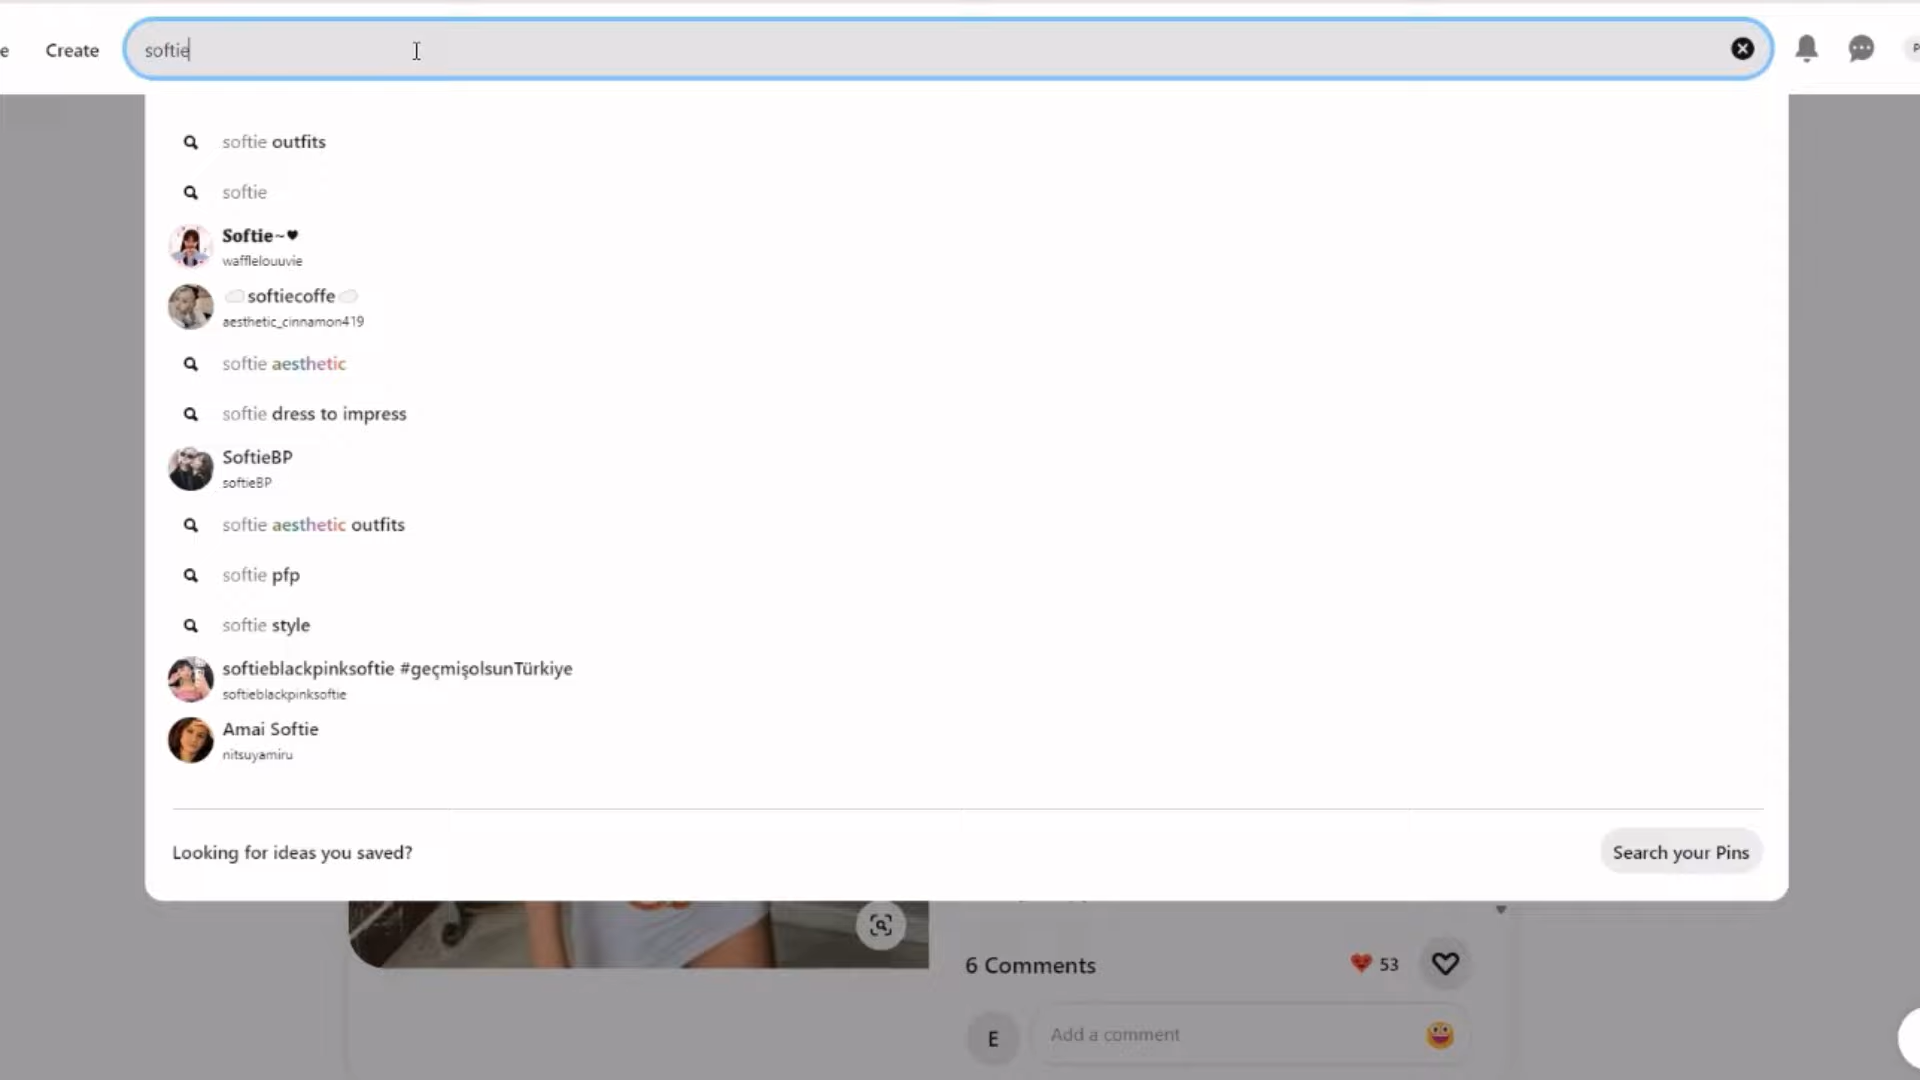 e Create softie
softie outfits
softie
Softie~♥
wafflelouuvie
☁️softiecoffe☁️
aesthetic_cinnamon419
softie aesthetic
softie dress to impress
SoftieBP
softieBP
softie aesthetic outfits
softie pfp
softie style
softieblackpinksoftie #geçmişolsunTürkiye
softieblackpinksoftie
Amai Softie
nitsuyamiru
Looking for ideas you saved? Search your Pins
6 Comments 53
E Add a comment